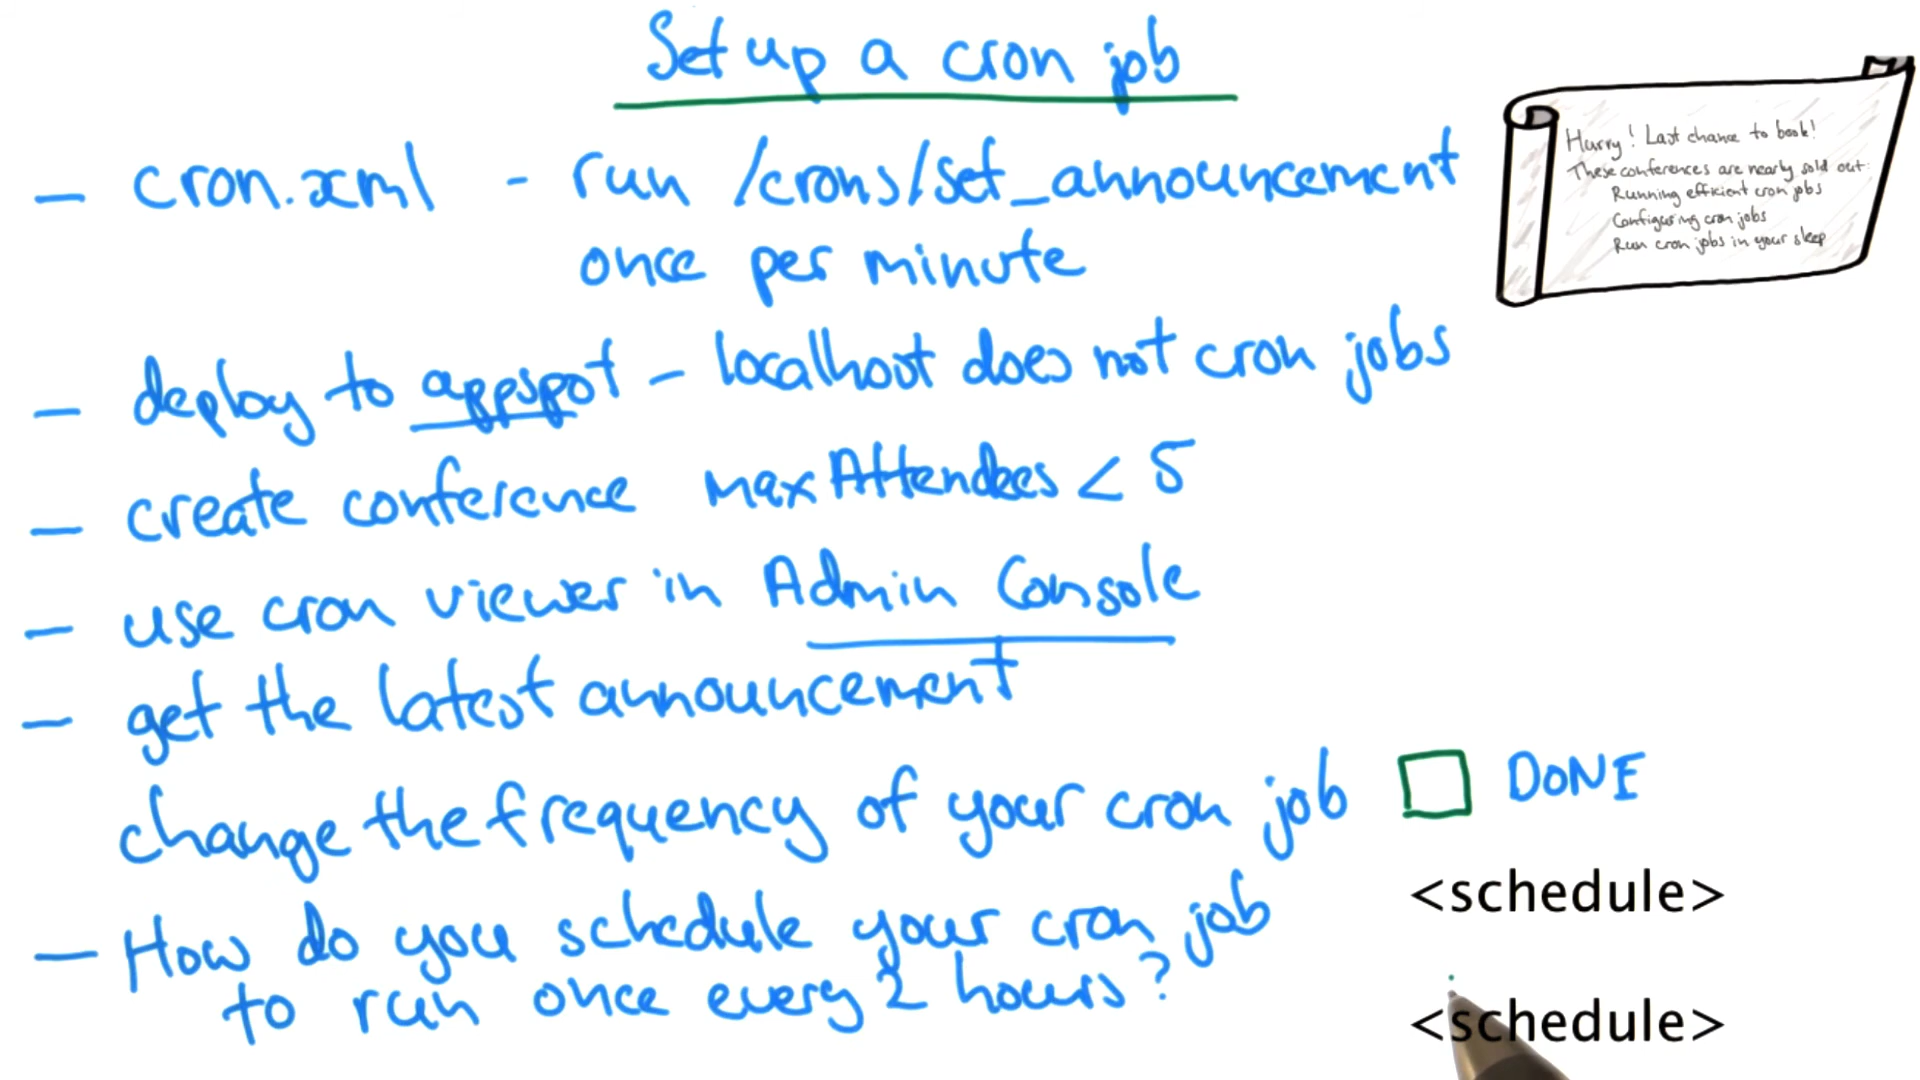 Set up a cron job
Hurry! Last chance to book!
These conferences are nearly sold out:
Running efficient cron jobs
Configuring cron jobs
Run cron jobs in your sleep
– cron.xml - run /crons/set_announcement
once per minute
– deploy to appspot – localhost does not cron jobs
– create conference maxAttendees < 5
– use cron viewer in Admin Console
– get the latest announcement
change the frequency of your cron job DONE
<schedule>
– How do you schedule your cron job
to run once every 2 hours?
<schedule>